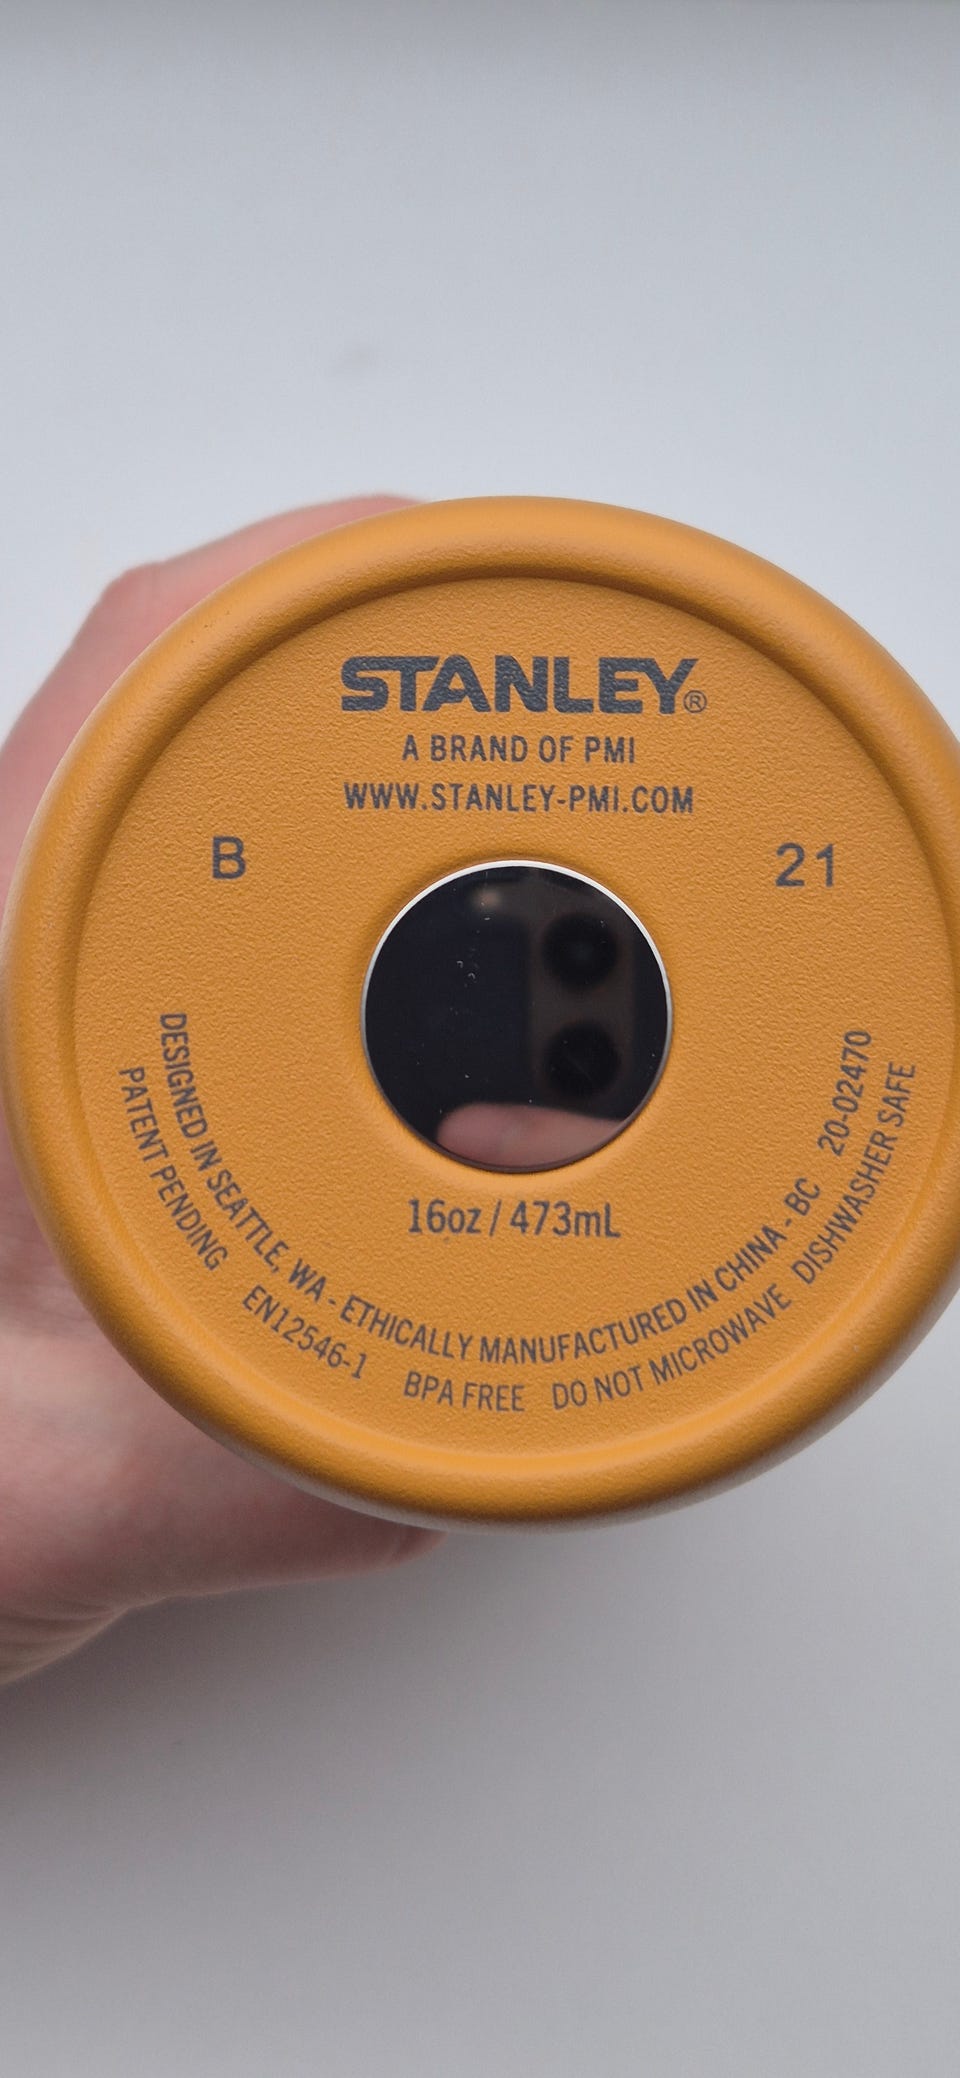 STANLEY®
A BRAND OF PMI
WWW.STANLEY-PMI.COM
B 21
16oz / 473mL
DESIGNED IN SEATTLE, WA - ETHICALLY MANUFACTURED IN CHINA - BC 20-02470
PATENT PENDING EN12546-1 BPA FREE DO NOT MICROWAVE DISHWASHER SAFE